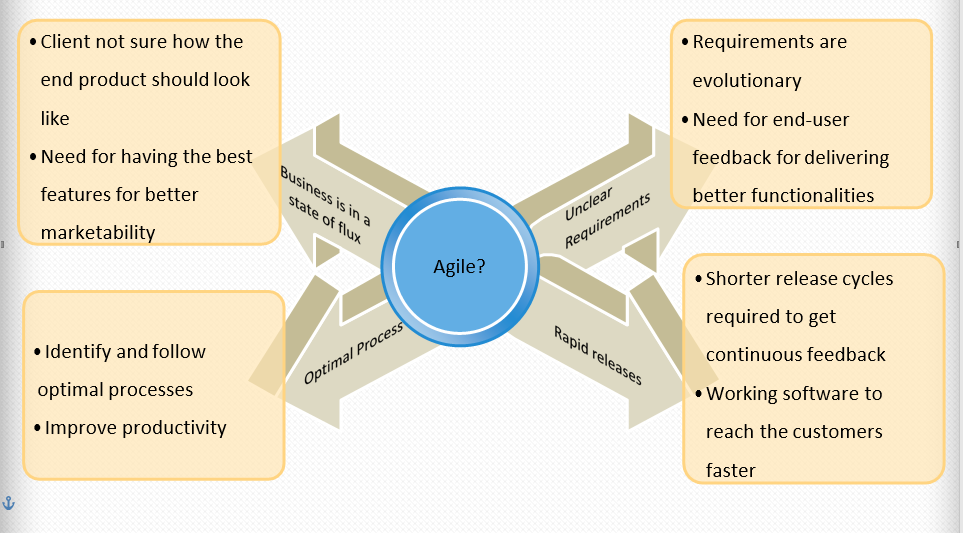 • Client not sure how the
end product should look
like
• Need for having the best
features for better
marketability
• Requirements are
evolutionary
• Need for end-user
feedback for delivering
better functionalities
Business is in a
state of flux
Unclear
Requirements
Agile?
Optimal Process
Rapid releases
• Identify and follow
optimal processes
• Improve productivity
• Shorter release cycles
required to get
continuous feedback
• Working software to
reach the customers
faster